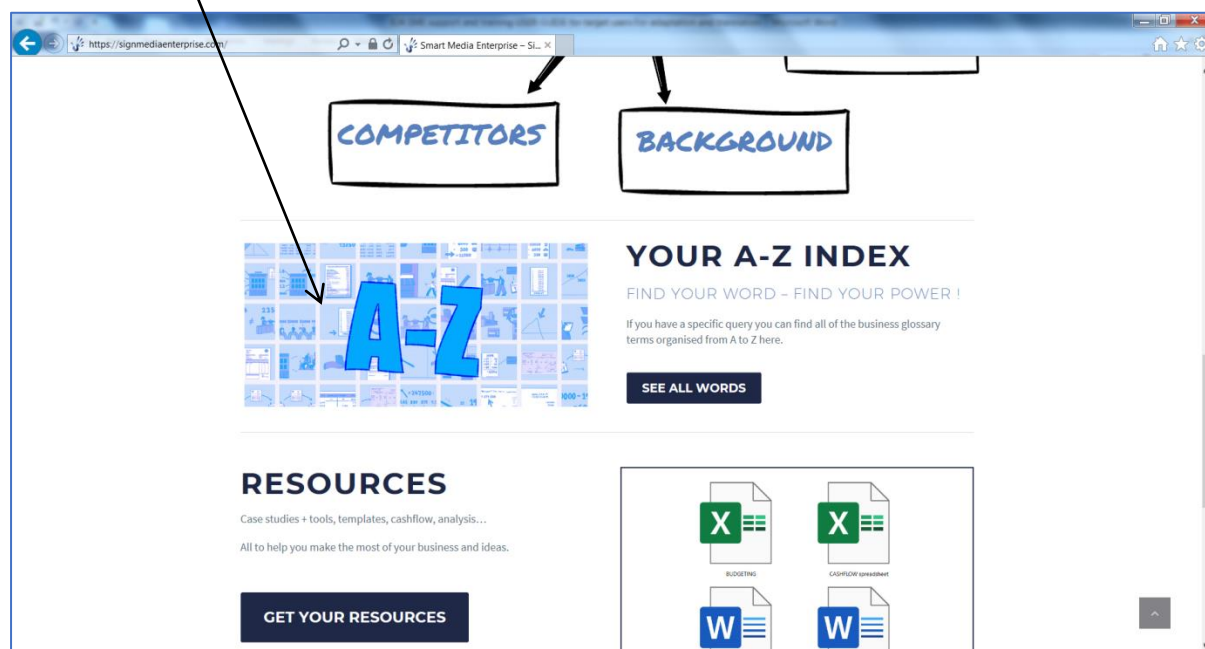 https://signmediaenterprise.com/
Smart Media Enterprise – Si...
COMPETITORS
BACKGROUND
A-Z
YOUR A-Z INDEX
FIND YOUR WORD – FIND YOUR POWER !
If you have a specific query you can find all of the business glossary
terms organised from A to Z here.
SEE ALL WORDS
RESOURCES
Case studies + tools, templates, cashflow, analysis...
All to help you make the most of your business and ideas.
GET YOUR RESOURCES
X
X
BUDGETING
CASHFLOW spreadsheet
W
W